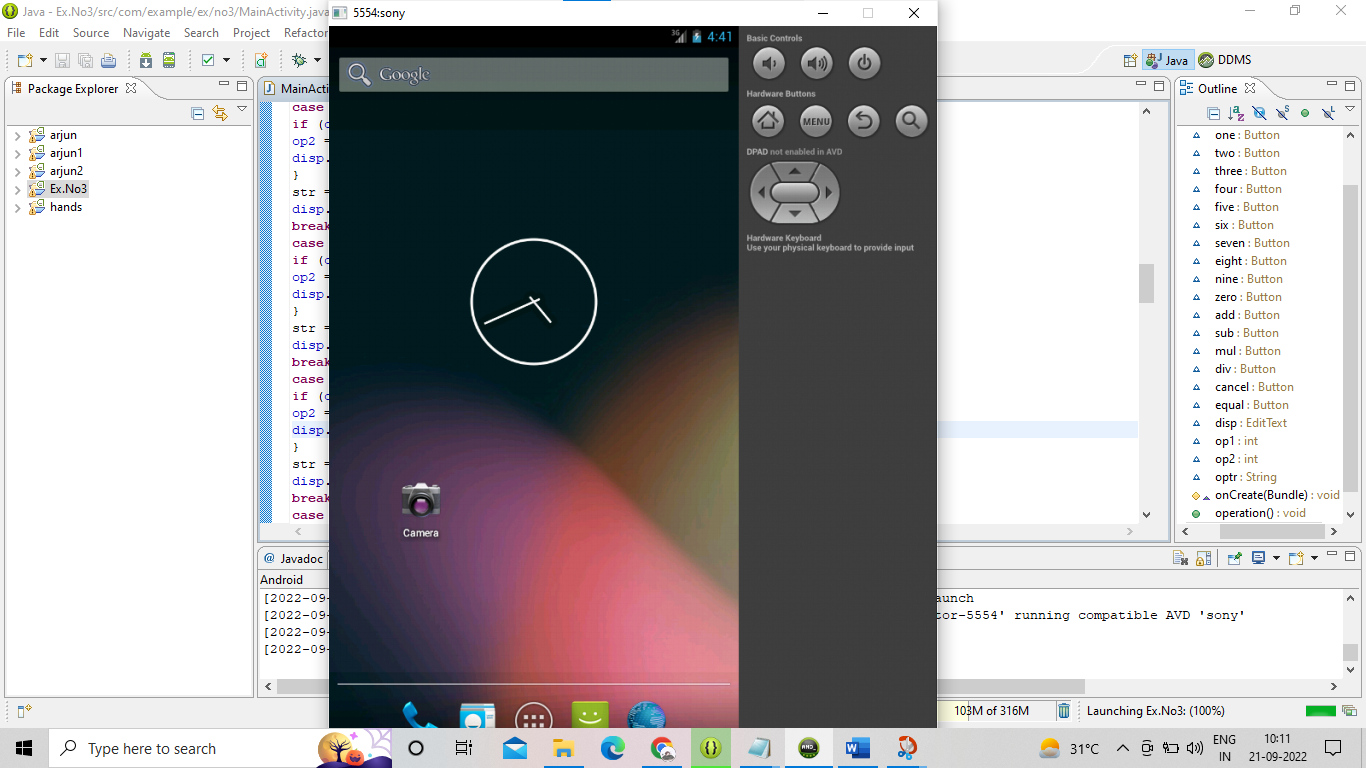 Java - Ex.No3/src/com/example/ex/no3/MainActivity.java
5554:sony
File Edit Source Navigate Search Project Refactor
3G 4:41
Google
Java DDMS
Package Explorer
arjun
arjun1
arjun2
Ex.No3
hands
MainActi
case
if (
op2 =
disp.
}
str =
disp.
break
case
if (
op2 =
disp.
}
str =
disp.
break
case
if (
op2 =
disp.
}
str =
disp.
break
case
Camera
Basic Controls
Hardware Buttons
MENU
DPAD not enabled in AVD
Hardware Keyboard
Use your physical keyboard to provide input
Outline
one : Button
two : Button
three : Button
four : Button
five : Button
six : Button
seven : Button
eight : Button
nine : Button
zero : Button
add : Button
sub : Button
mul : Button
div : Button
cancel : Button
equal : Button
disp : EditText
op1 : int
op2 : int
optr : String
onCreate(Bundle) : void
operation() : void
@ Javadoc
Android
[2022-09- aunch
[2022-09- tor-5554' running compatible AVD 'sony'
[2022-09-
[2022-09-
103M of 316M
Launching Ex.No3: (100%)
Type here to search
31°C
ENG
IN
10:11
21-09-2022